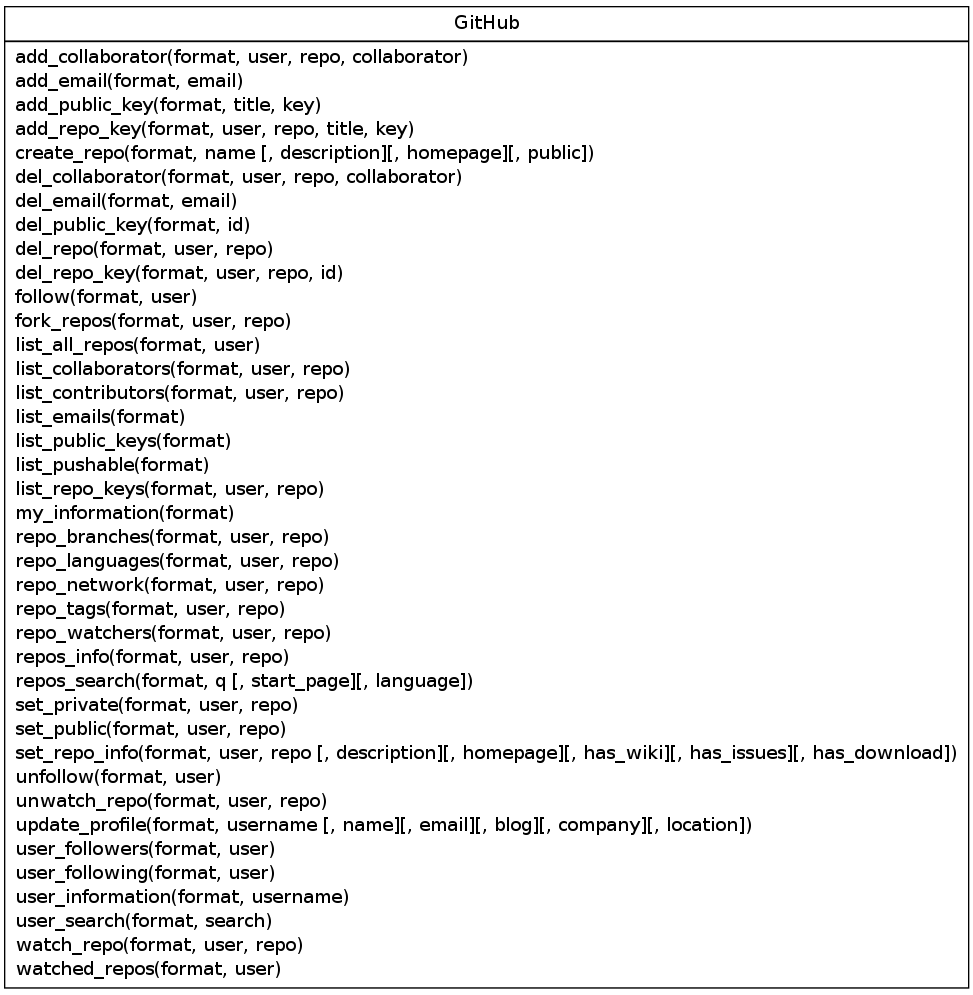 GitHub
add_collaborator(format, user, repo, collaborator)
add_email(format, email)
add_public_key(format, title, key)
add_repo_key(format, user, repo, title, key)
create_repo(format, name [, description][, homepage][, public])
del_collaborator(format, user, repo, collaborator)
del_email(format, email)
del_public_key(format, id)
del_repo(format, user, repo)
del_repo_key(format, user, repo, id)
follow(format, user)
fork_repos(format, user, repo)
list_all_repos(format, user)
list_collaborators(format, user, repo)
list_contributors(format, user, repo)
list_emails(format)
list_public_keys(format)
list_pushable(format)
list_repo_keys(format, user, repo)
my_information(format)
repo_branches(format, user, repo)
repo_languages(format, user, repo)
repo_network(format, user, repo)
repo_tags(format, user, repo)
repo_watchers(format, user, repo)
repos_info(format, user, repo)
repos_search(format, q [, start_page][, language])
set_private(format, user, repo)
set_public(format, user, repo)
set_repo_info(format, user, repo [, description][, homepage][, has_wiki][, has_issues][, has_download])
unfollow(format, user)
unwatch_repo(format, user, repo)
update_profile(format, username [, name][, email][, blog][, company][, location])
user_followers(format, user)
user_following(format, user)
user_information(format, username)
user_search(format, search)
watch_repo(format, user, repo)
watched_repos(format, user)